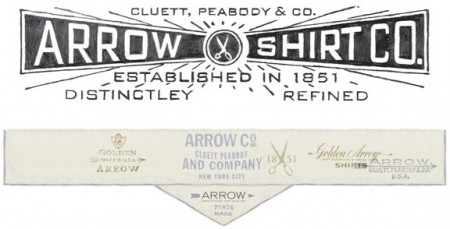 CLUETT, PEABODY & CO.
ARROW SHIRT CO.
ESTABLISHED IN 1851
DISTINCTLEY REFINED
GOLDEN
ARROW
ARROW Co
CLUETT PEABODY
AND COMPANY
NEW YORK CITY
18 51
Golden Arrow
SHIRTS
ARROW
CLUETT, PEABODY & CO.
U.S.A.
ARROW
TRADE
MARK